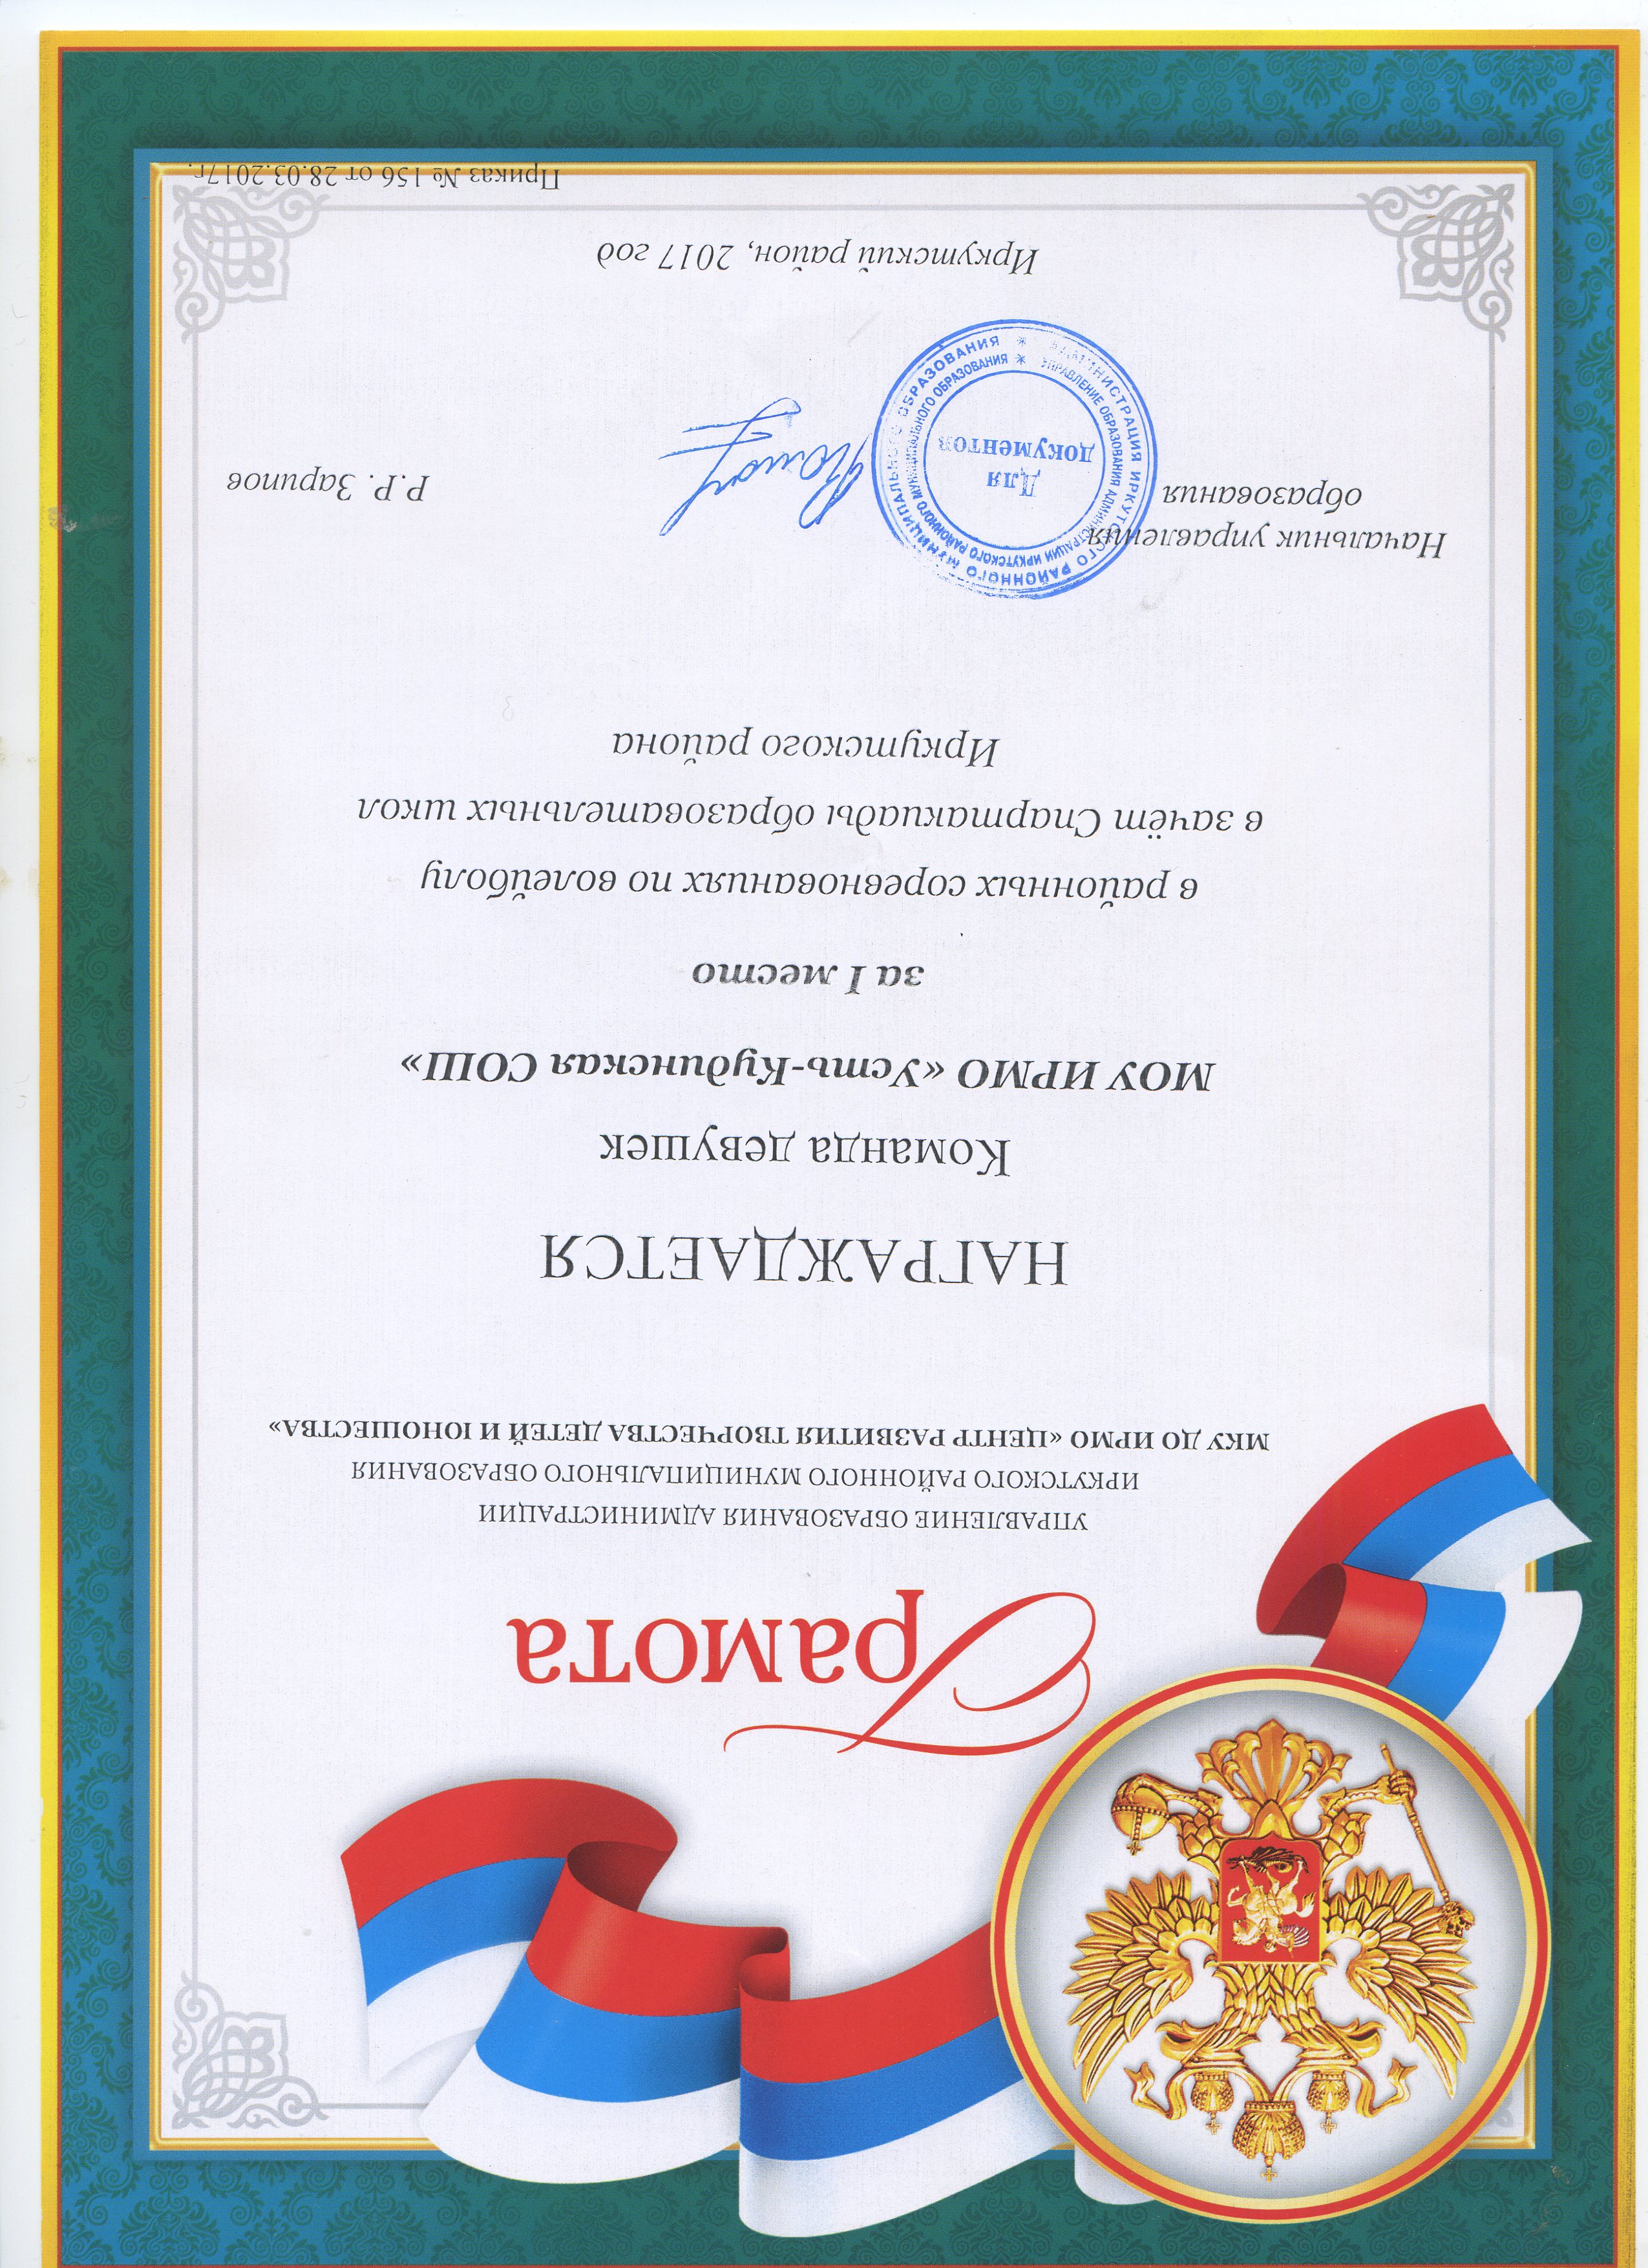 Грамота
УПРАВЛЕНИЕ ОБРАЗОВАНИЯ АДМИНИСТРАЦИИ
ИРКУТСКОГО РАЙОННОГО МУНИЦИПАЛЬНОГО ОБРАЗОВАНИЯ
МКУ ДО ИРМО «ЦЕНТР РАЗВИТИЯ ТВОРЧЕСТВА ДЕТЕЙ И ЮНОШЕСТВА»
НАГРАЖДАЕТСЯ
Команда девушек
МОУ ИРМО «Усть-Кудинская СОШ»
за I место
в районных соревнованиях по волейболу
в зачёт Спартакиады образовательных школ
Иркутского района
Начальник управления
образования
ИРКУТСКОГО РАЙОННОГО МУНИЦИПАЛЬНОГО ОБРАЗОВАНИЯ
УПРАВЛЕНИЕ ОБРАЗОВАНИЯ АДМИНИСТРАЦИИ ИРКУТСКОГО РАЙОННОГО МУНИЦИПАЛЬНОГО ОБРАЗОВАНИЯ
Для
документов
Р.Р. Зарипов
Иркутский район, 2017 год
Приказ № 156 от 28.03.2017г.